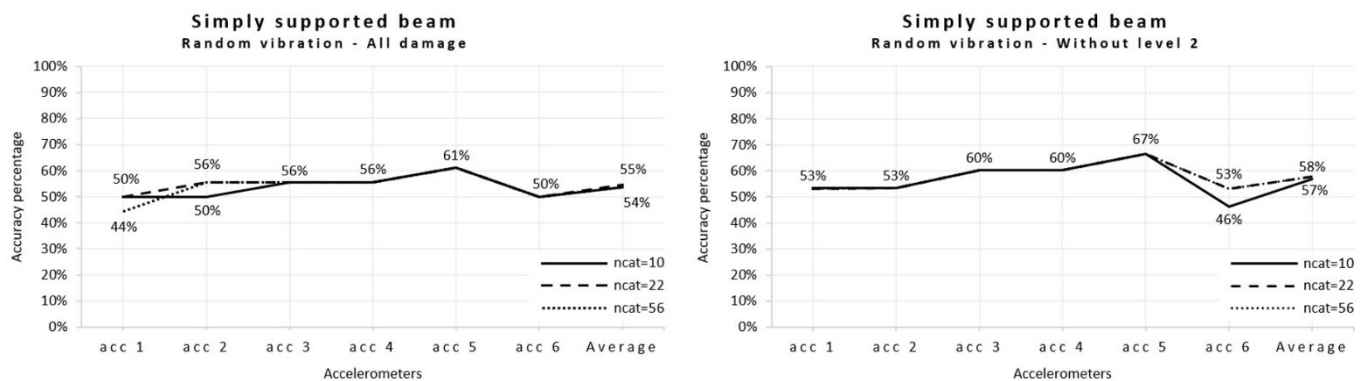 Simply supported beam
Random vibration - All damage
100%
90%
80%
70%
60%
50%
40%
30%
20%
10%
0%
Accuracy percentage
50%
44%
56%
50%
56%
56%
61%
50%
55%
54%
ncat=10
ncat=22
ncat=56
acc 1
acc 2
acc 3
acc 4
acc 5
acc 6
Average
Accelerometers
Simply supported beam
Random vibration - Without level 2
100%
90%
80%
70%
60%
50%
40%
30%
20%
10%
0%
Accuracy percentage
53%
53%
60%
60%
67%
53%
46%
58%
57%
ncat=10
ncat=22
ncat=56
acc 1
acc 2
acc 3
acc 4
acc 5
acc 6
Average
Accelerometers